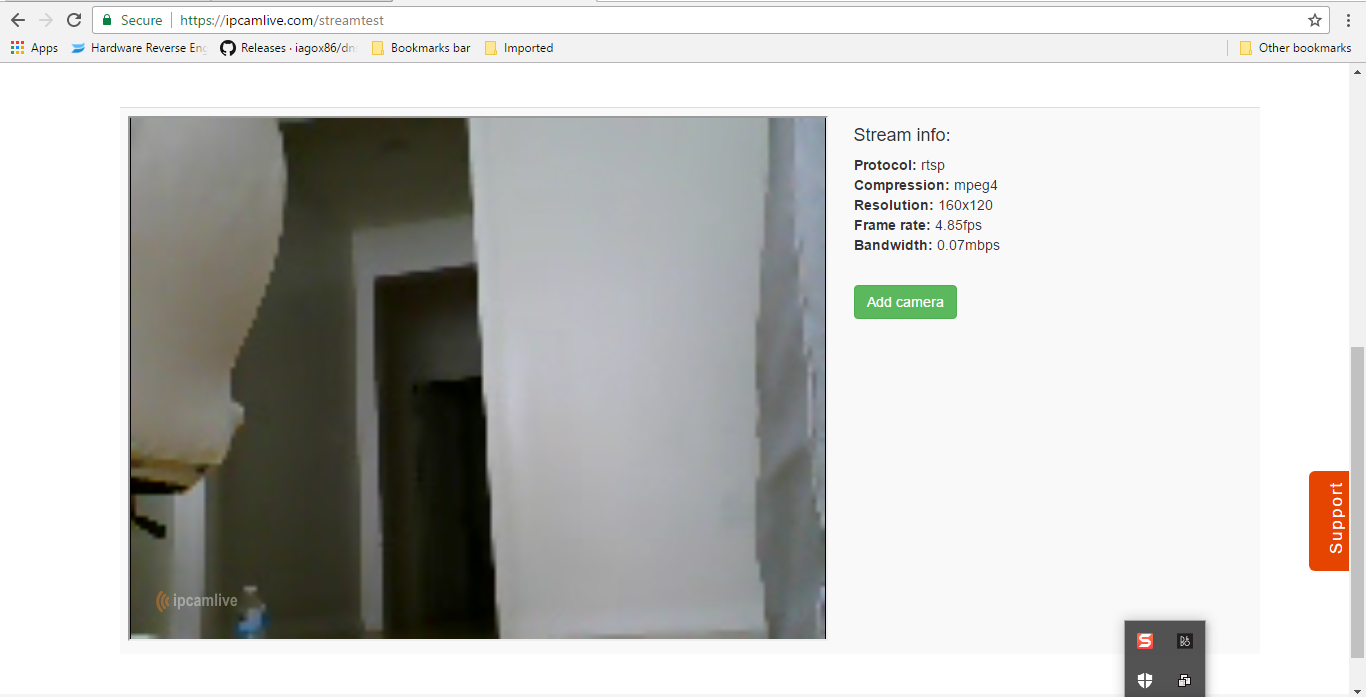 Secure https://ipcamlive.com/streamtest
Apps Hardware Reverse Eng Releases · iagox86/dn Bookmarks bar Imported Other bookmarks
Stream info:
Protocol: rtsp
Compression: mpeg4
Resolution: 160x120
Frame rate: 4.85fps
Bandwidth: 0.07mbps
Add camera
Support
ipcamlive